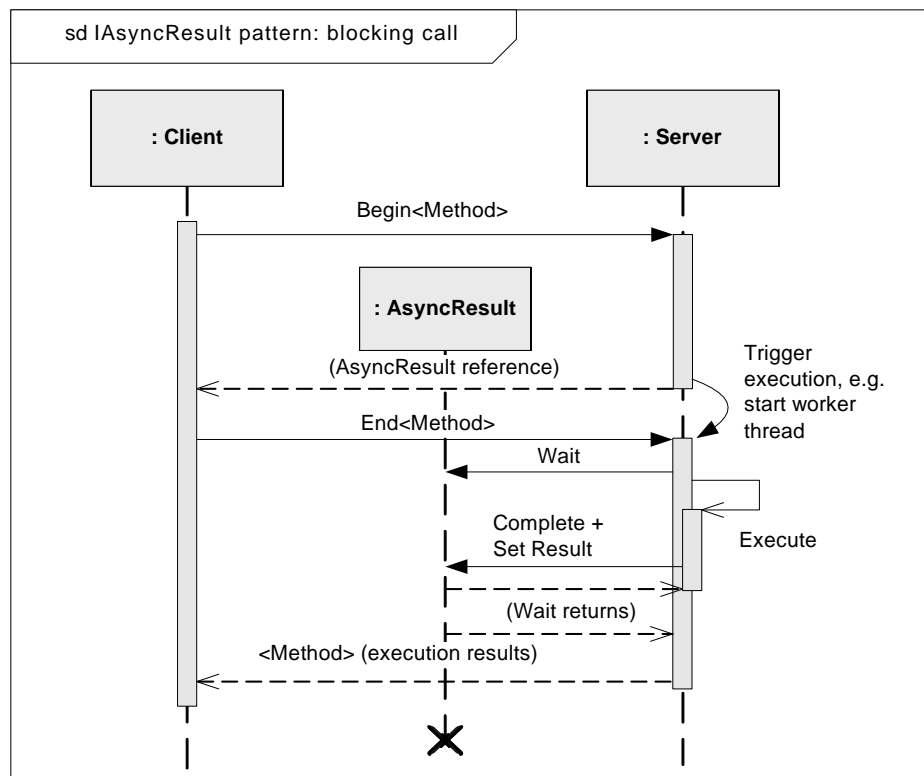 sd IAsyncResult pattern: blocking call
: Client
: Server
Begin<Method>
: AsyncResult
(AsyncResult reference)
Trigger
execution, e.g.
start worker
thread
End<Method>
Wait
Complete +
Set Result
Execute
(Wait returns)
<Method> (execution results)